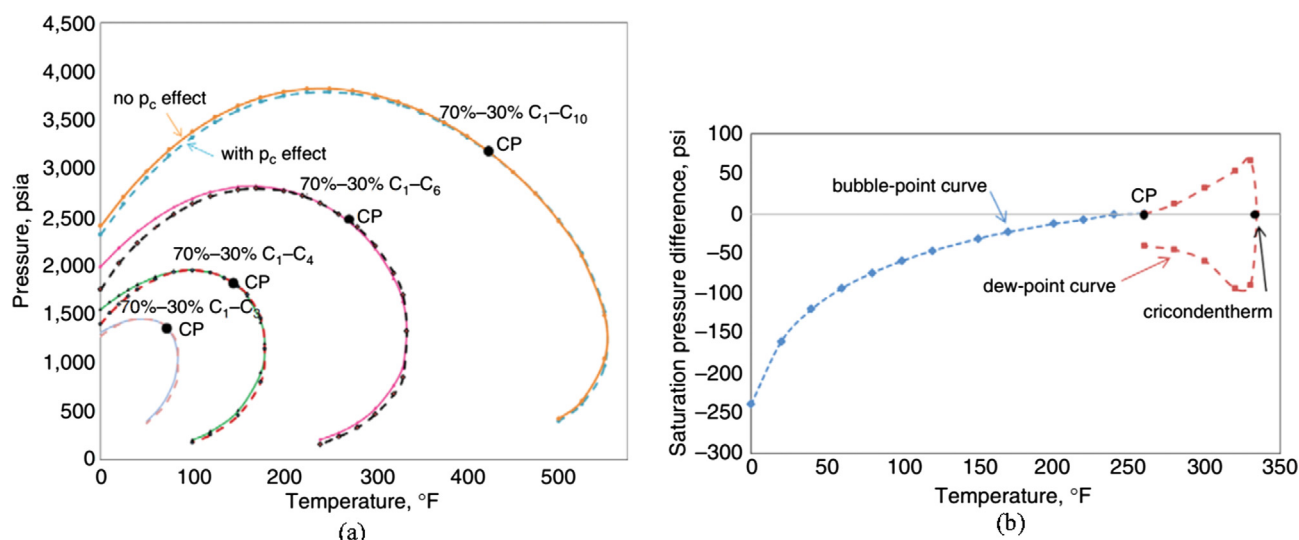 4,500
4,000
3,500
3,000
2,500
2,000
1,500
1,000
500
0
Pressure, psia
no pc effect
with pc effect
70%–30% C1–C10
CP
70%–30% C1–C6
CP
70%–30% C1–C4
CP
70%–30% C1–C3
CP
0
100
200
300
400
500
Temperature, °F
(a)
100
50
0
−50
−100
−150
−200
−250
−300
Saturation pressure difference, psi
bubble-point curve
CP
dew-point curve
cricondentherm
0
50
100
150
200
250
300
350
Temperature, °F
(b)